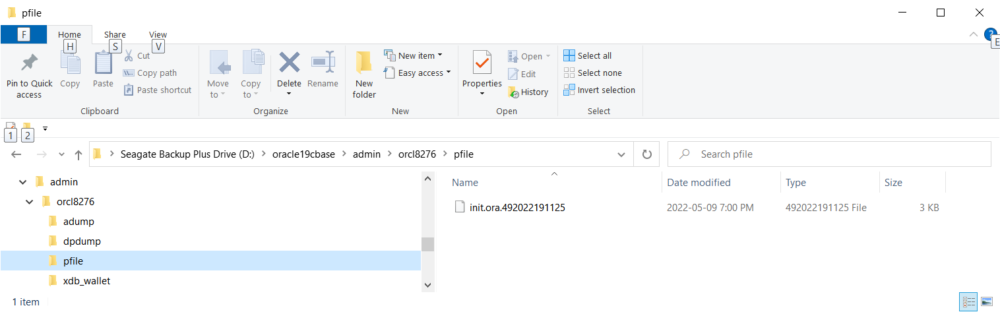 pfile
F Home Share View
H S V E
?
Pin to Quick access
Copy
Paste
Cut
Copy path
Paste shortcut
Clipboard
Move to
Copy to
Delete
Rename
Organize
New folder
New item
Easy access
New
Properties
Open
Edit
History
Open
Select all
Select none
Invert selection
Select
1 2
Seagate Backup Plus Drive (D:) oracle19cbase admin orcl8276 pfile
Search pfile
admin
orcl8276
adump
dpdump
pfile
xdb_wallet
Name Date modified Type Size
init.ora.492022191125 2022-05-09 7:00 PM 492022191125 File 3 KB
1 item